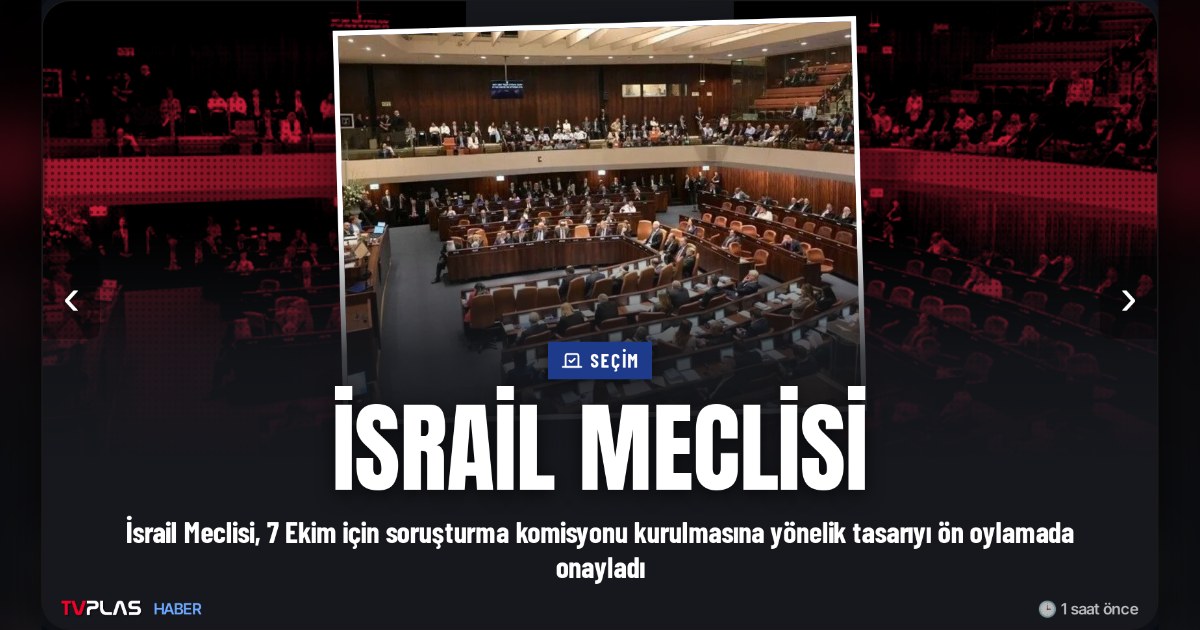 SEÇİM
İSRAİL MECLİSİ
İsrail Meclisi, 7 Ekim için soruşturma komisyonu kurulmasına yönelik tasarıyı ön oylamada
onayladı
TVPLAS HABER
1 saat önce